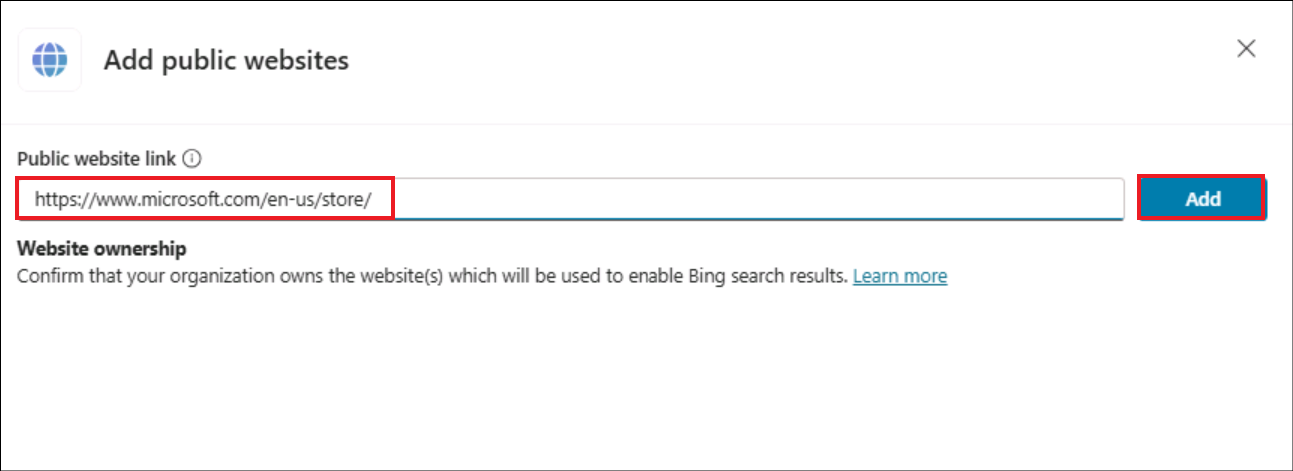 Add public websites
Public website link
https://www.microsoft.com/en-us/store/
Add
Website ownership
Confirm that your organization owns the website(s) which will be used to enable Bing search results. Learn more